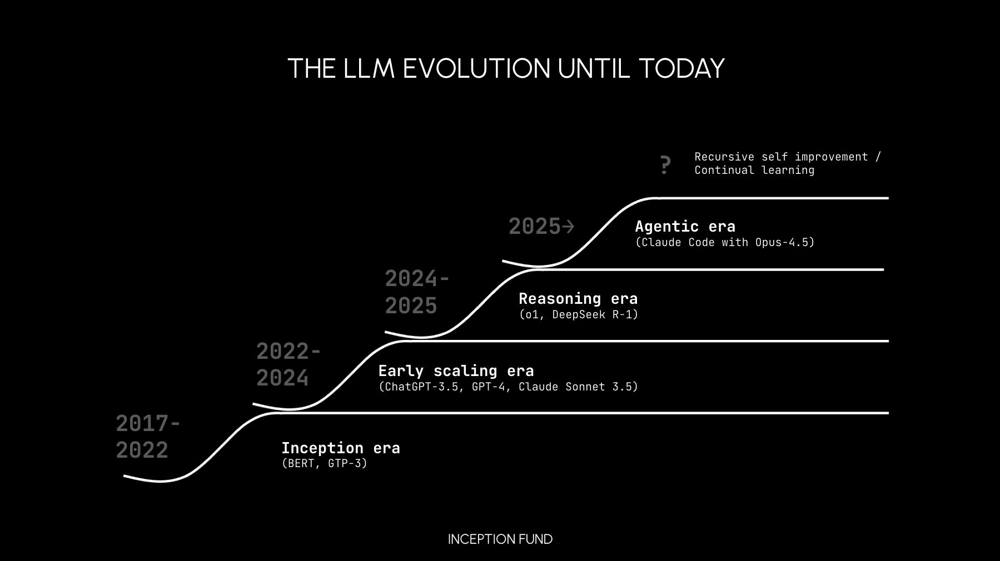 THE LLM EVOLUTION UNTIL TODAY
? Recursive self improvement /
Continual learning
2025→
Agentic era
(Claude Code with Opus-4.5)
2024-
2025
Reasoning era
(o1, DeepSeek R-1)
2022-
2024
Early scaling era
(ChatGPT-3.5, GPT-4, Claude Sonnet 3.5)
2017-
2022
Inception era
(BERT, GTP-3)
INCEPTION FUND